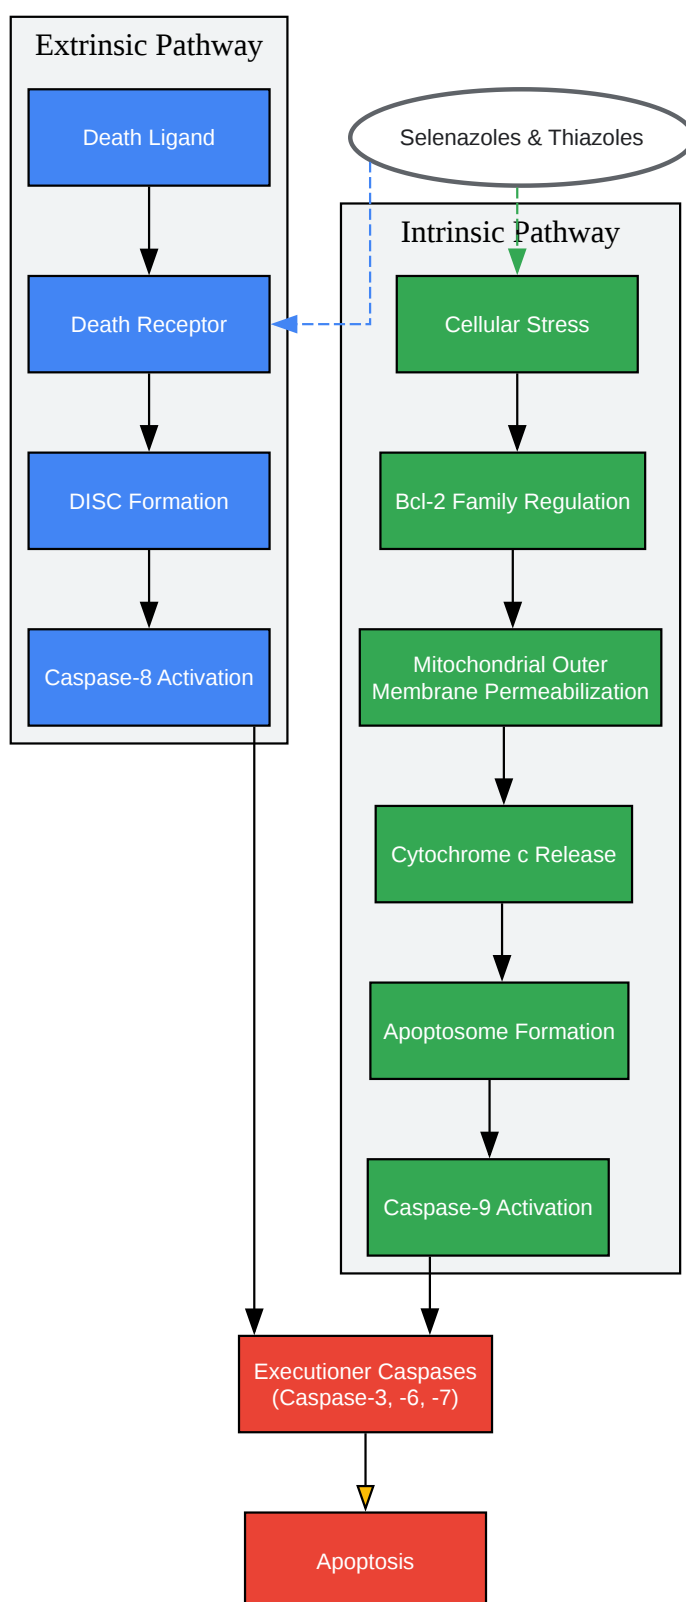 Extrinsic Pathway
Death Ligand
Death Receptor
DISC Formation
Caspase-8 Activation
Selenazoles & Thiazoles
Intrinsic Pathway
Cellular Stress
Bcl-2 Family Regulation
Mitochondrial Outer
Membrane Permeabilization
Cytochrome c Release
Apoptosome Formation
Caspase-9 Activation
Executioner Caspases
(Caspase-3, -6, -7)
Apoptosis